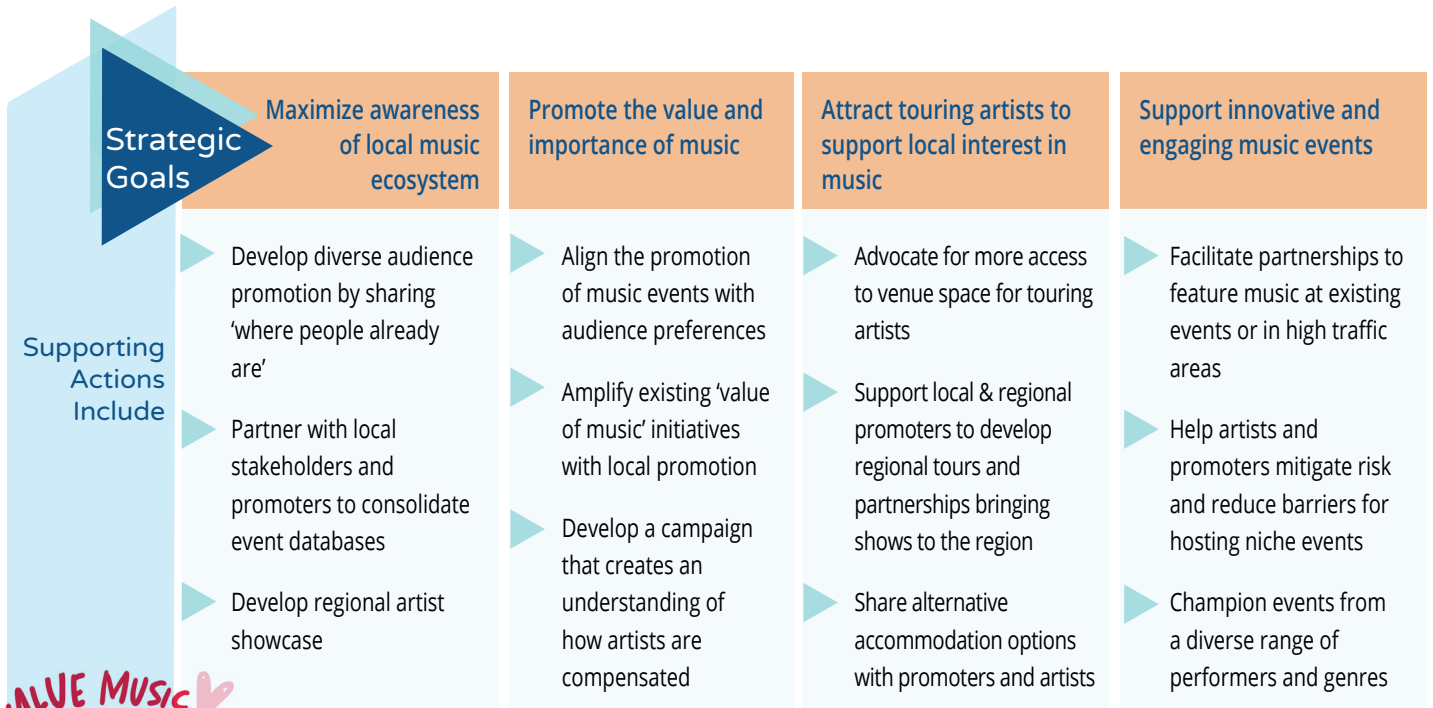 Strategic
Goals
Maximize awareness
of local music
ecosystem
Promote the value and
importance of music
Attract touring artists to
support local interest in
music
Support innovative and
engaging music events
Supporting
Actions
Include
Develop diverse audience
promotion by sharing
‘where people already
are’
Partner with local
stakeholders and
promoters to consolidate
event databases
Develop regional artist
showcase
Align the promotion
of music events with
audience preferences
Amplify existing ‘value
of music’ initiatives
with local promotion
Develop a campaign
that creates an
understanding of
how artists are
compensated
Advocate for more access
to venue space for touring
artists
Support local & regional
promoters to develop
regional tours and
partnerships bringing
shows to the region
Share alternative
accommodation options
with promoters and artists
Facilitate partnerships to
feature music at existing
events or in high traffic
areas
Help artists and
promoters mitigate risk
and reduce barriers for
hosting niche events
Champion events from
a diverse range of
performers and genres
VALUE MUSIC